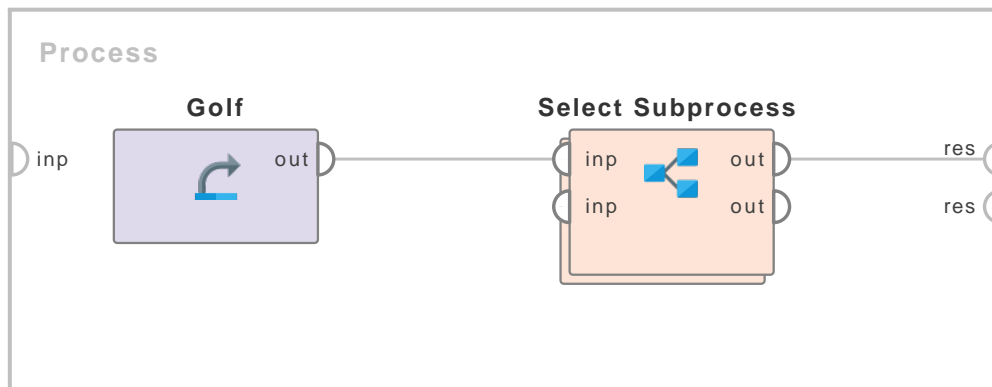 Process
Golf Select Subprocess
inp out inp out res
inp out res